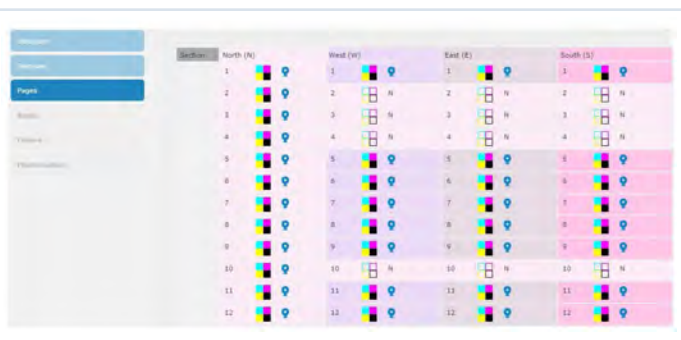 Pages
Section North (N) West (W) East (E) South (S)
1 1 1 1
2 2 N 2 N 2 N
3 3 N 3 N 3 N
4 4 N 4 N 4 N
5 5 5 5
6 6 6 6
7 7 7 7
8 8 8 8
9 9 9 9
10 10 N 10 N 10 N
11 11 11 11
12 12 12 12